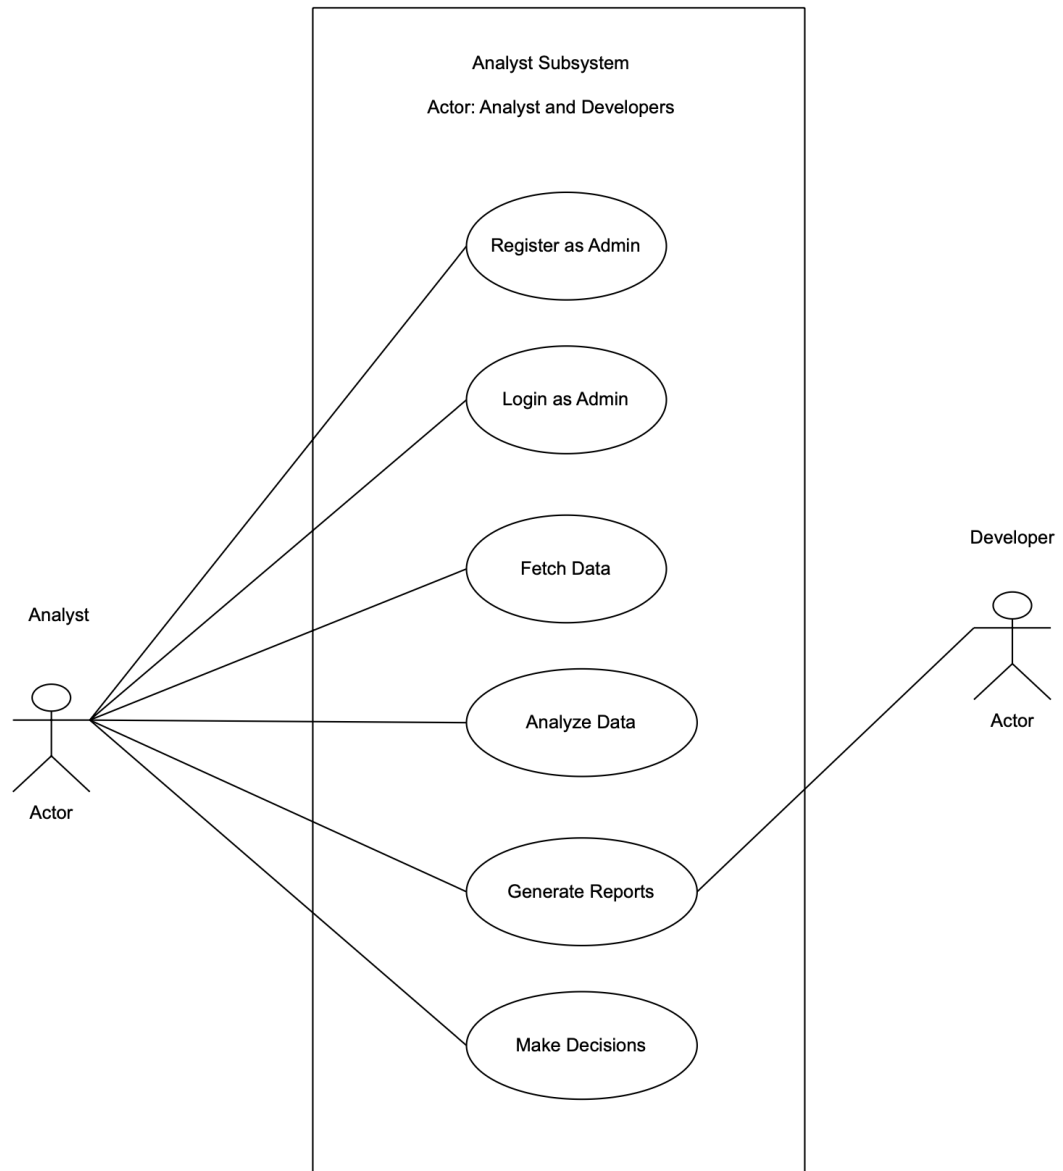 Analyst Subsystem
Actor: Analyst and Developers
Register as Admin
Login as Admin
Fetch Data
Developer
Analyst
Analyze Data
Actor
Actor
Generate Reports
Make Decisions